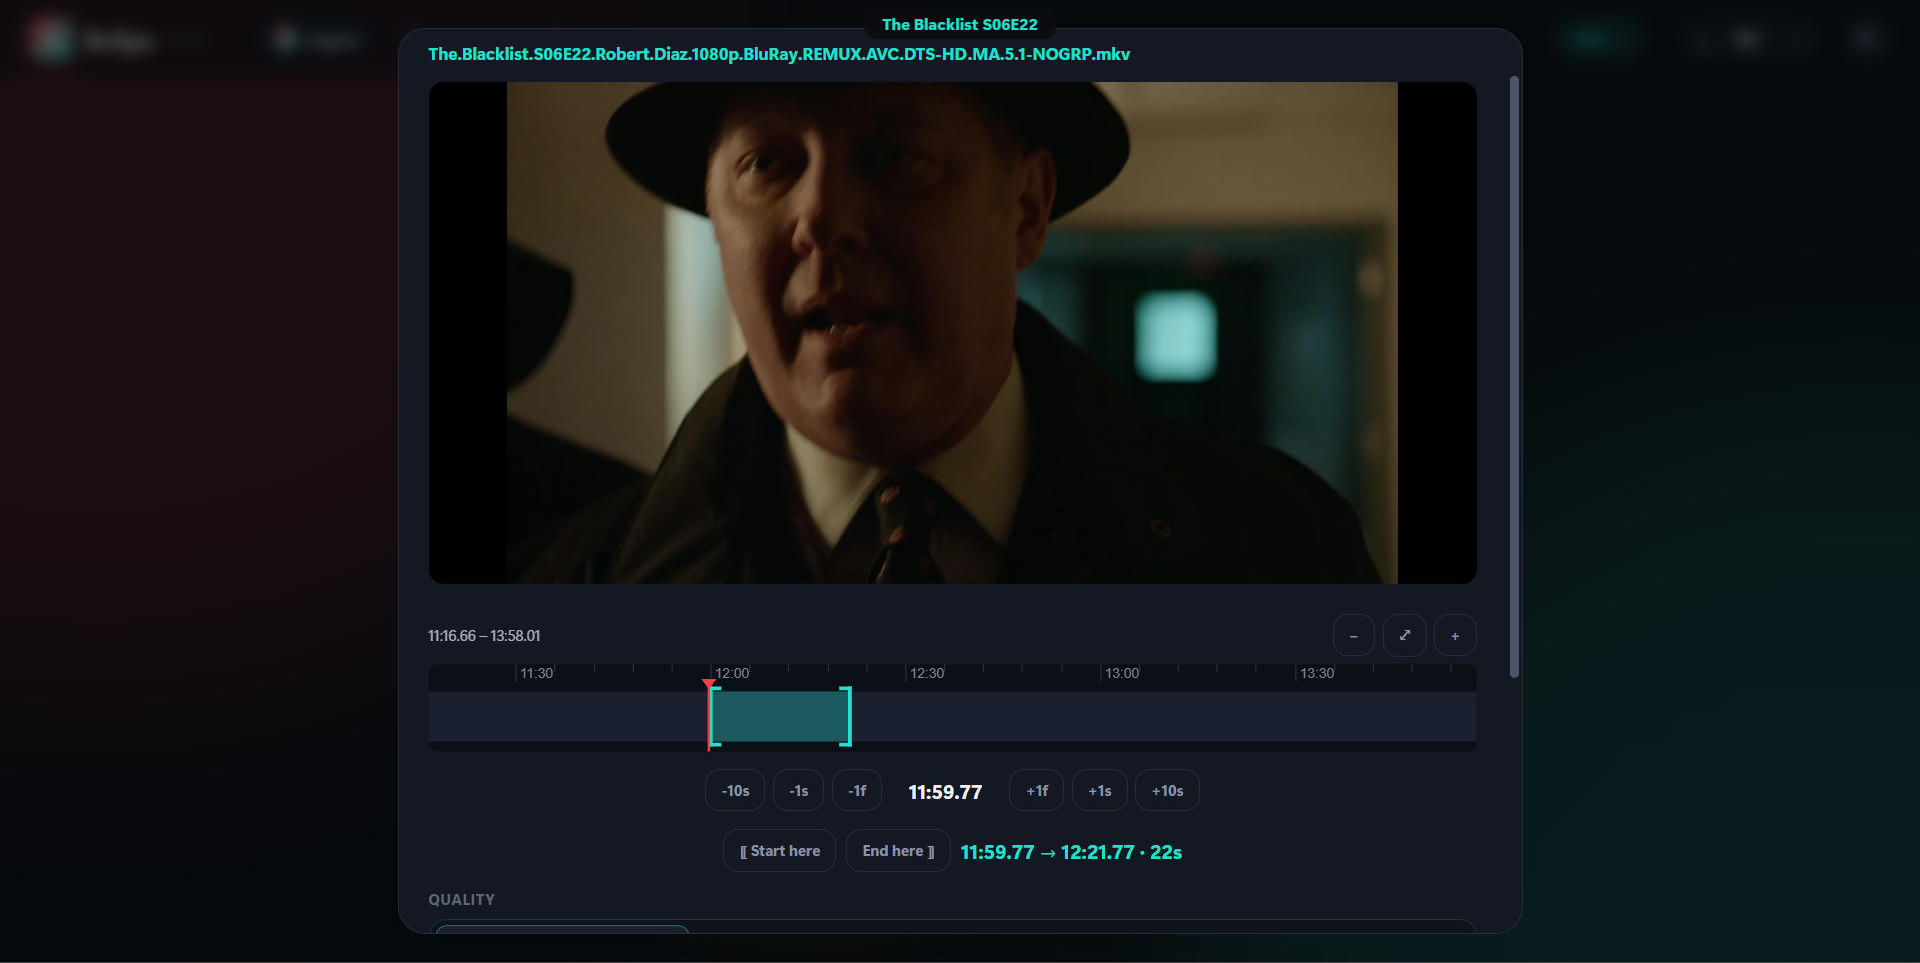 The Blacklist S06E22
The.Blacklist.S06E22.Robert.Diaz.1080p.BluRay.REMUX.AVC.DTS-HD.MA.5.1-NOGRP.mkv
11:16.66 – 13:58.01
− ⤢ +
11:30 12:00 12:30 13:00 13:30
-10s -1s -1f 11:59.77 +1f +1s +10s
⟦ Start here End here ⟧ 11:59.77 → 12:21.77 · 22s
QUALITY